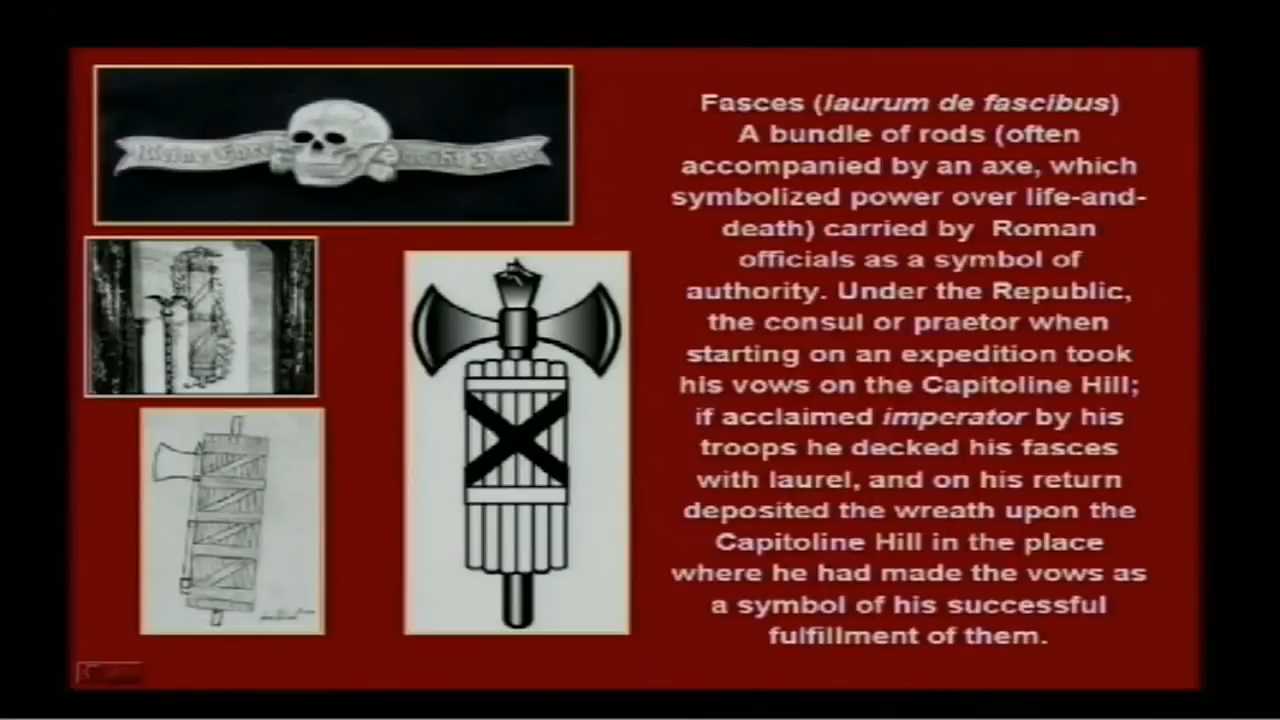 Fasces (laurum de fascibus)
A bundle of rods (often
accompanied by an axe, which
symbolized power over life-and-
death) carried by Roman
officials as a symbol of
authority. Under the Republic,
the consul or praetor when
starting on an expedition took
his vows on the Capitoline Hill;
if acclaimed imperator by his
troops he decked his fasces
with laurel, and on his return
deposited the wreath upon the
Capitoline Hill in the place
where he had made the vows as
a symbol of his successful
fulfillment of them.